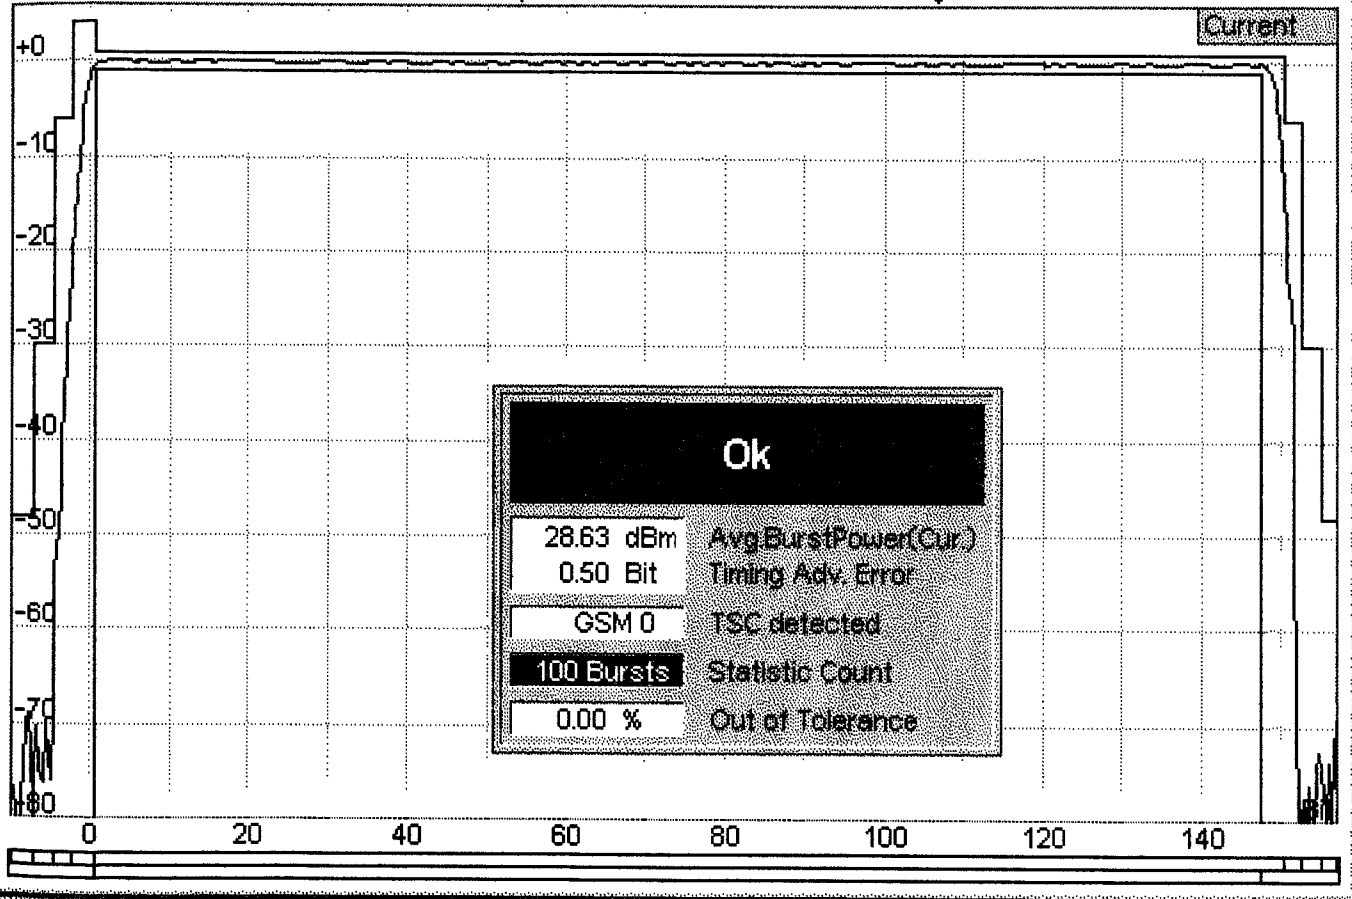 Current
+0
-10
-20
-30
-40
-50
-60
-70
-80
Ok
28.63 dBm Avg.BurstPower(Cur.)
0.50 Bit Timing Adv. Error
GSM 0 TSC detected
100 Bursts Statistic Count
0.00 % Out of Tolerance
0 20 40 60 80 100 120 140